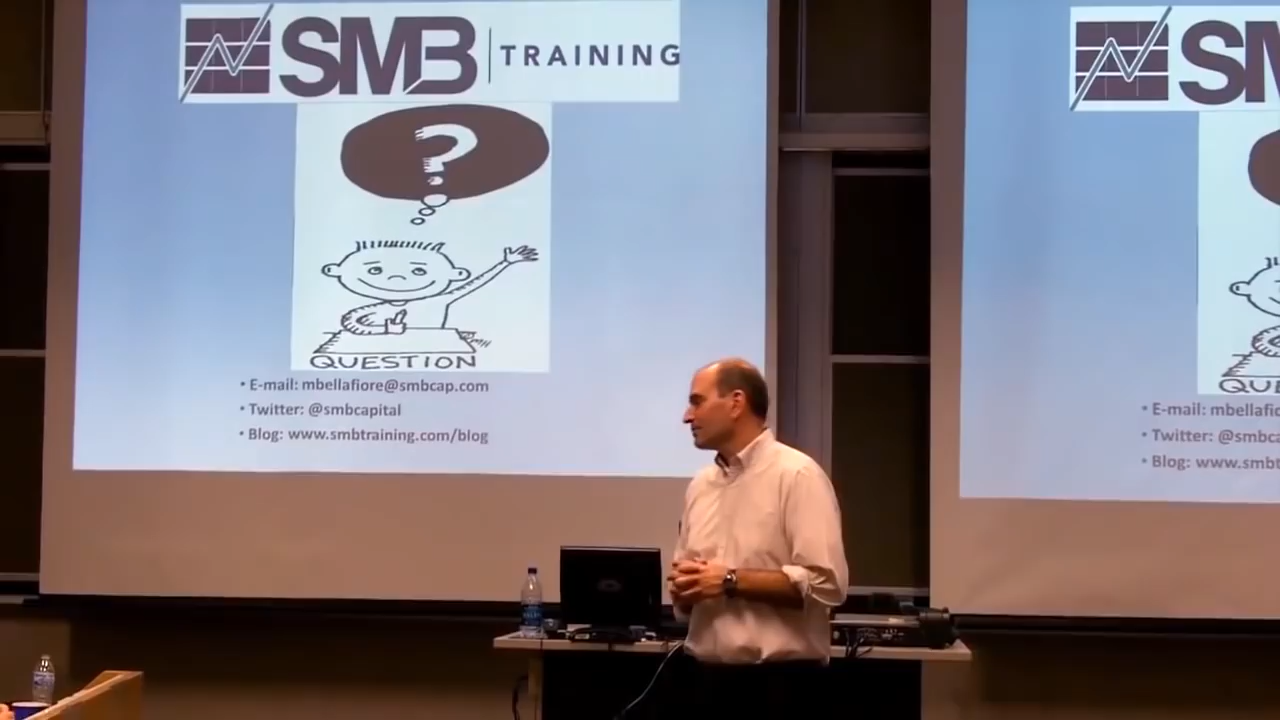 SMB | TRAINING
?
QUESTION
• E-mail: mbellafiore@smbcap.com
• Twitter: @smbcapital
• Blog: www.smbtraining.com/blog
SM
?
QUE
• E-mail: mbellafio
• Twitter: @smbca
• Blog: www.smbt